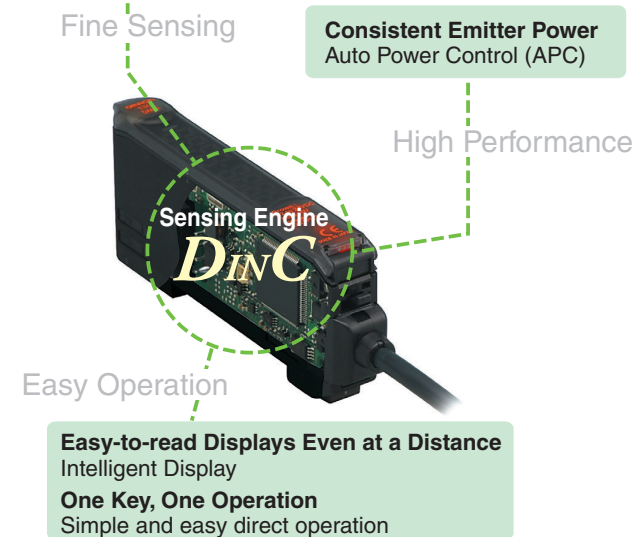 Fine Sensing
Consistent Emitter Power
Auto Power Control (APC)
High Performance
Sensing Engine
DINC
Easy Operation
Easy-to-read Displays Even at a Distance
Intelligent Display
One Key, One Operation
Simple and easy direct operation